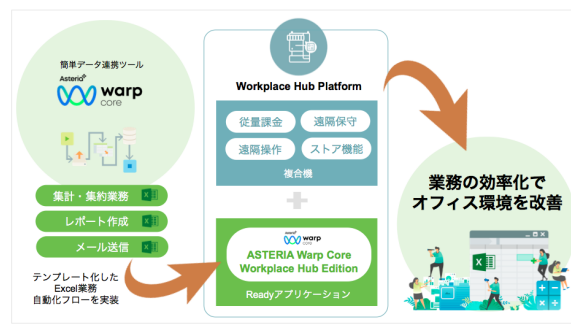 簡単データ連携ツール
Asteria
warp
core
集計・集約業務
レポート作成
メール送信
テンプレート化した
Excel業務
自動化フローを実装
Workplace Hub Platform
従量課金
遠隔保守
遠隔操作
ストア機能
複合機
Asteria
warp
core
ASTERIA Warp Core
Workplace Hub Edition
Readyアプリケーション
業務の効率化で
オフィス環境を改善